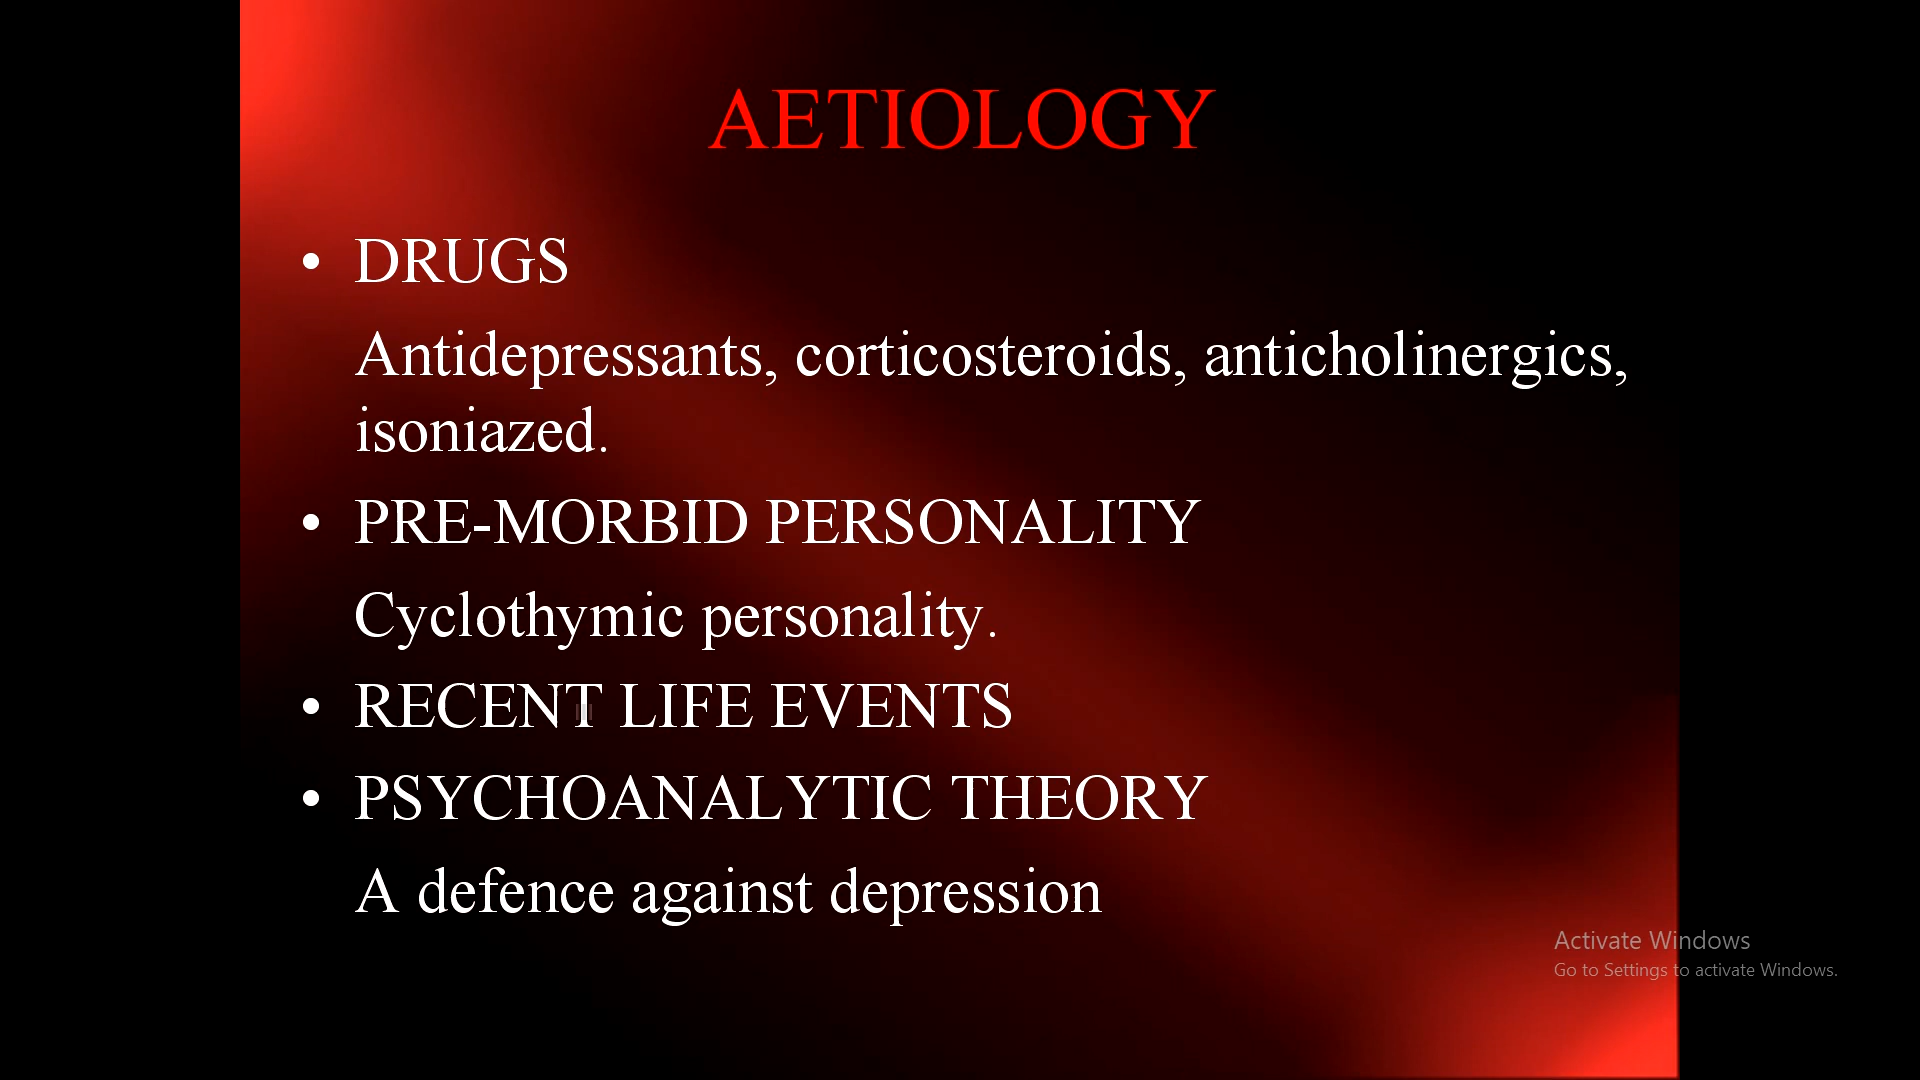 AETIOLOGY
• DRUGS
Antidepressants, corticosteroids, anticholinergics,
isoniazed.
• PRE-MORBID PERSONALITY
Cyclothymic personality.
• RECENT LIFE EVENTS
• PSYCHOANALYTIC THEORY
A defence against depression
Activate Windows
Go to Settings to activate Windows.